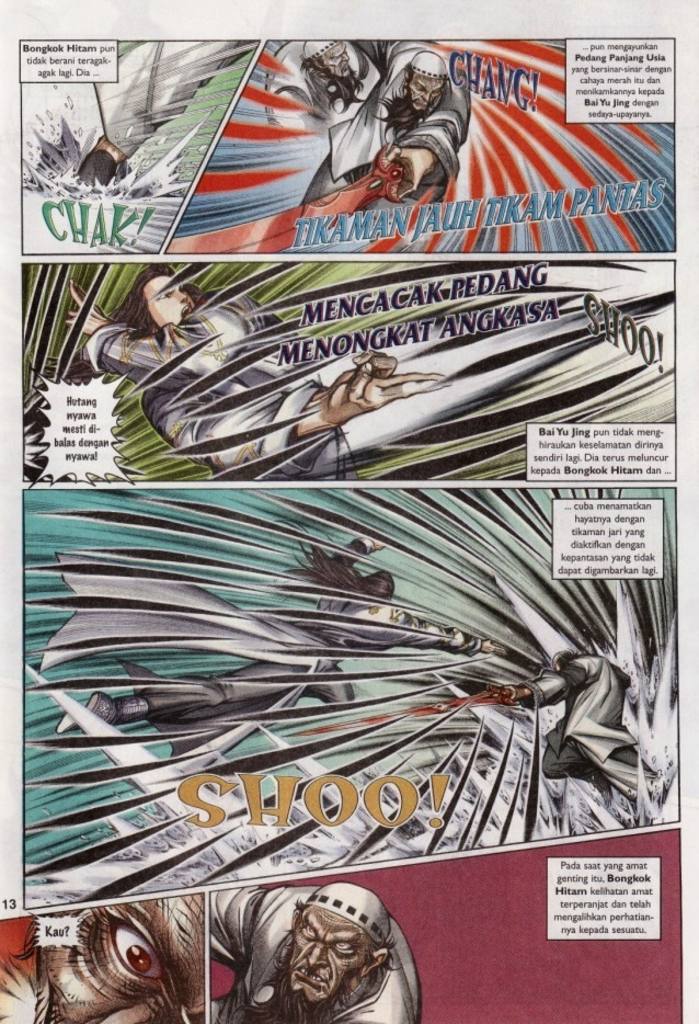 Bongkok Hitam pun
tidak berani teragak-
agak lagi. Dia ...
CHAK!
CHANG!
... pun mengayunkan
Pedang Panjang Usia
yang bersinar-sinar dengan
cahaya merah itu dan
menikamkannya kepada
Bai Yu Jing dengan
sedaya-upayanya.
TIKAMAN JAUH TIKAM PANTAS
MENCACAK PEDANG
MENONGKAT ANGKASA
SHOO!
Hutang
nyawa
mesti di-
balas dengan
nyawa!
Bai Yu Jing pun tidak meng-
hiraukan keselamatan dirinya
sendiri lagi. Dia terus meluncur
kepada Bongkok Hitam dan ...
... cuba menamatkan
hayatnya dengan
tikaman jari yang
diaktifkan dengan
kepantasan yang tidak
dapat digambarkan lagi.
SHOO!
Pada saat yang amat
genting itu, Bongkok
Hitam kelihatan amat
terperanjat dan telah
mengalihkan perhatian-
nya kepada sesuatu.
13
Kau?